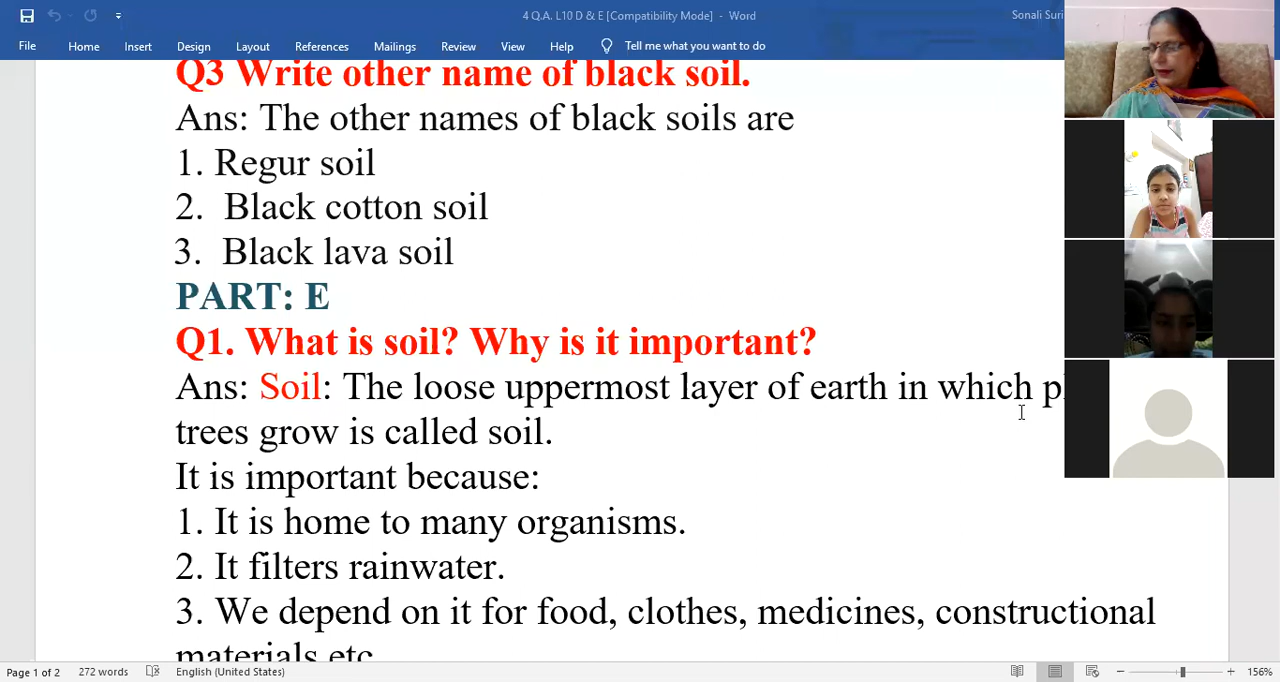 4 Q.A. L10 D & E [Compatibility Mode] - Word
Sonali Suri
File Home Insert Design Layout References Mailings Review View Help Tell me what you want to do
Q3 Write other name of black soil.
Ans: The other names of black soils are
1. Regur soil
2. Black cotton soil
3. Black lava soil
PART: E
Q1. What is soil? Why is it important?
Ans: Soil: The loose uppermost layer of earth in which
trees grow is called soil.
It is important because:
1. It is home to many organisms.
2. It filters rainwater.
3. We depend on it for food, clothes, medicines, constructional
materials etc
Page 1 of 2 272 words English (United States) 156%